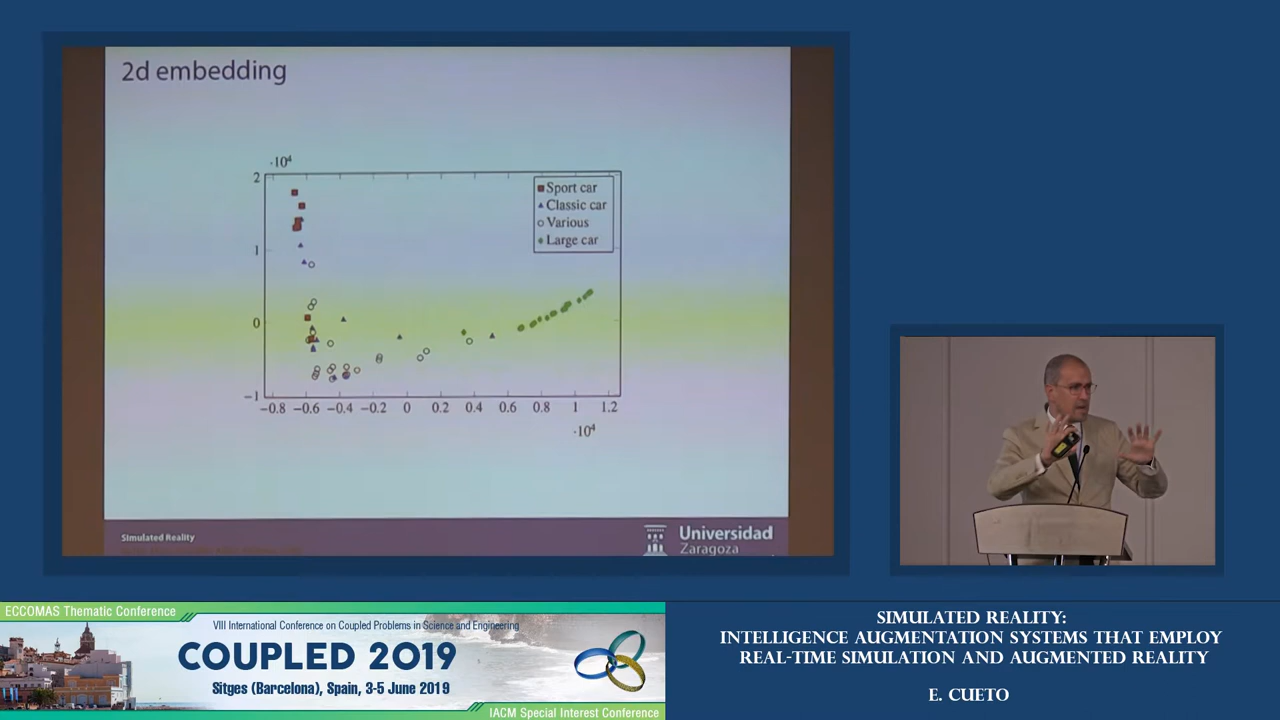 2d embedding
·10⁴
2
1
0
−1
Sport car
Classic car
Various
Large car
−0.8 −0.6 −0.4 −0.2 0 0.2 0.4 0.6 0.8 1 1.2
·10⁴
Simulated Reality
Universidad
Zaragoza
ECCOMAS Thematic Conference
VIII International Conference on Coupled Problems in Science and Engineering
COUPLED 2019
Sitges (Barcelona), Spain, 3-5 June 2019
IACM Special Interest Conference
SIMULATED REALITY:
INTELLIGENCE AUGMENTATION SYSTEMS THAT EMPLOY
REAL-TIME SIMULATION AND AUGMENTED REALITY
E. CUETO